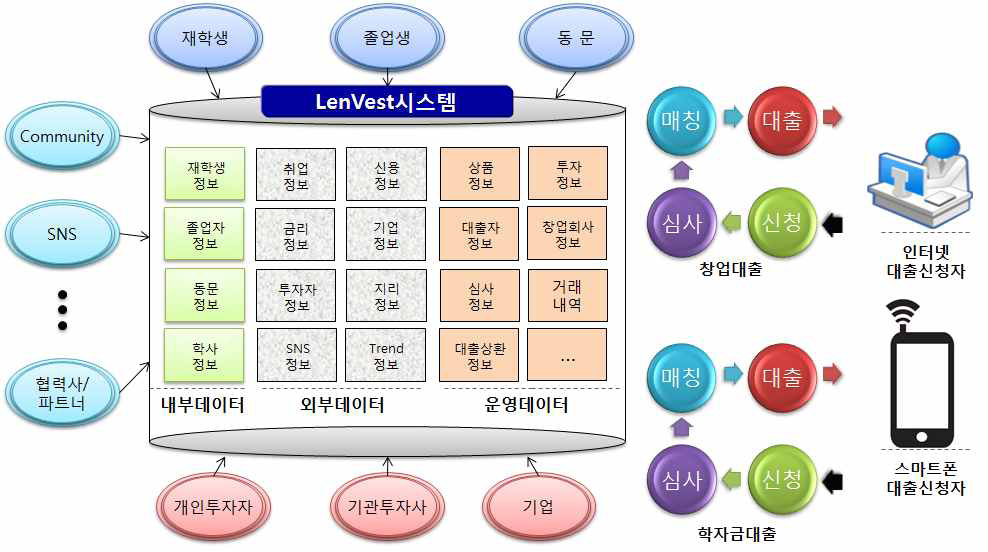 재학생
졸업생
동 문
LenVest시스템
Community
SNS
협력사/
파트너
재학생
정보
취업
정보
신용
정보
상품
정보
투자
정보
졸업자
정보
금리
정보
기업
정보
대출자
정보
창업회사
정보
동문
정보
투자자
정보
지리
정보
심사
정보
거래
내역
학사
정보
SNS
정보
Trend
정보
대출상환
정보
...
내부데이터
외부데이터
운영데이터
개인투자자
기관투자사
기업
매칭
대출
심사
신청
창업대출
인터넷
대출신청자
매칭
대출
심사
신청
학자금대출
스마트폰
대출신청자